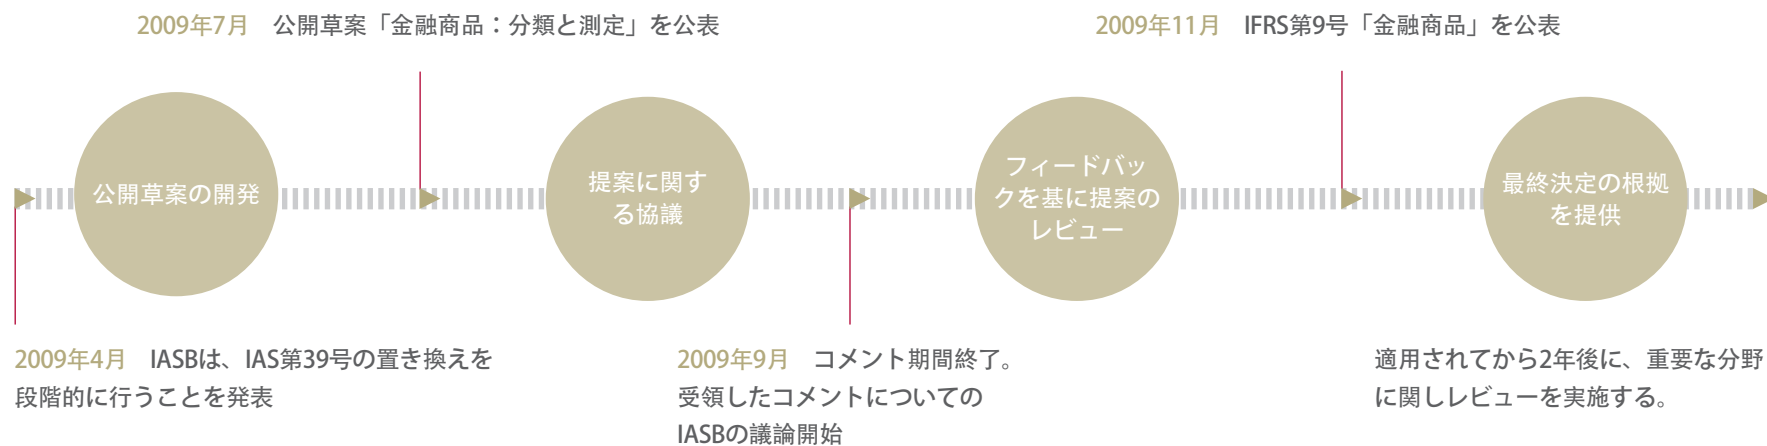 2009年7月　公開草案「金融商品：分類と測定」を公表
2009年11月　IFRS第9号「金融商品」を公表
公開草案の開発
提案に関す
る協議
フィードバッ
クを基に提案の
レビュー
最終決定の根拠
を提供
2009年4月　IASBは、IAS第39号の置き換えを
段階的に行うことを発表
2009年9月　コメント期間終了。
受領したコメントについての
IASBの議論開始
適用されてから2年後に、重要な分野
に関しレビューを実施する。